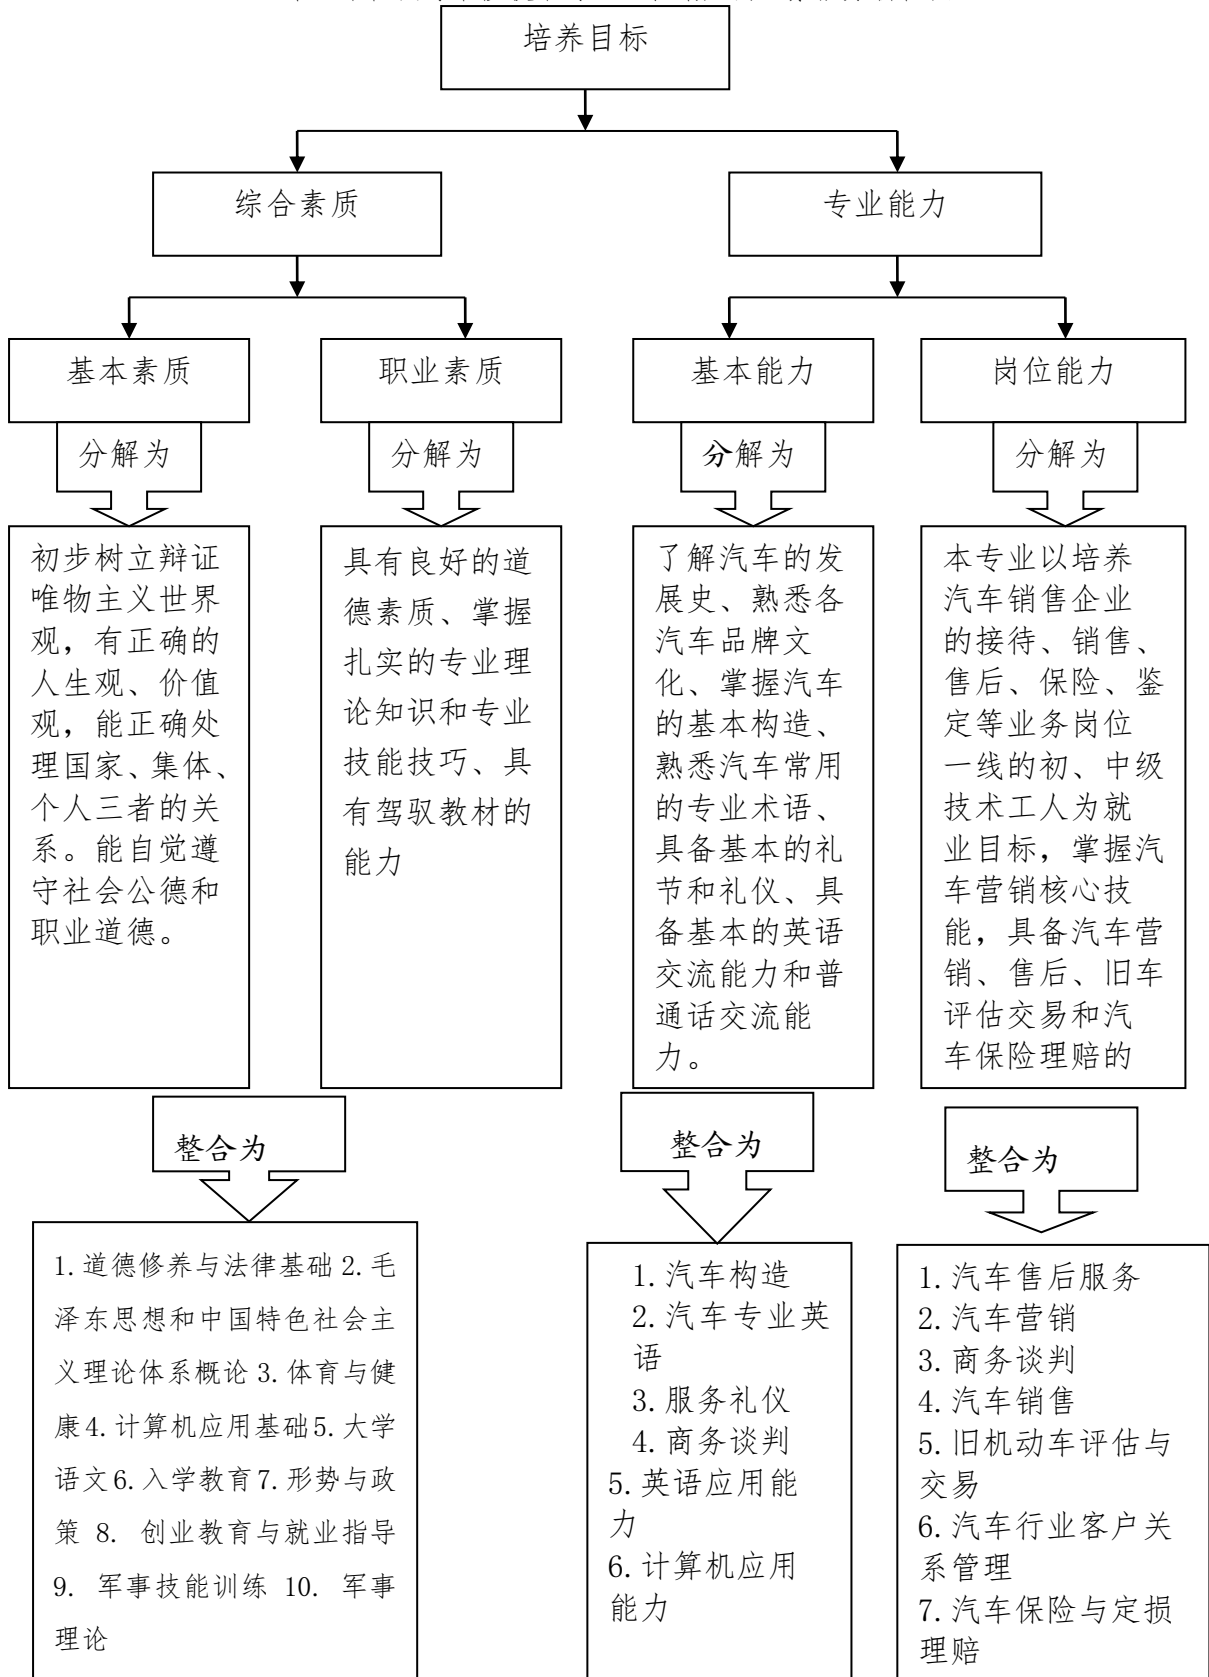 培养目标
综合素质
专业能力
基本素质
职业素质
基本能力
岗位能力
分解为
分解为
分解为
分解为
初步树立辩证
唯物主义世界
观，有正确的
人生观、价值
观，能正确处
理国家、集体、
个人三者的关
系。能自觉遵
守社会公德和
职业道德。
具有良好的道
德素质、掌握
扎实的专业理
论知识和专业
技能技巧、具
有驾驭教材的
能力
了解汽车的发
展史、熟悉各
汽车品牌文
化、掌握汽车
的基本构造、
熟悉汽车常用
的专业术语、
具备基本的礼
节和礼仪、具
备基本的英语
交流能力和普
通话交流能
力。
本专业以培养
汽车销售企业
的接待、销售、
售后、保险、鉴
定等业务岗位
一线的初、中级
技术工人为就
业目标，掌握汽
车营销核心技
能，具备汽车营
销、售后、旧车
评估交易和汽
车保险理赔的
整合为
整合为
整合为
1.道德修养与法律基础 2.毛
泽东思想和中国特色社会主
义理论体系概论 3.体育与健
康4.计算机应用基础5.大学
语文6.入学教育7.形势与政
策 8. 创业教育与就业指导
9. 军事技能训练 10. 军事
理论
1.汽车构造
2.汽车专业英
语
3.服务礼仪
4.商务谈判
5.英语应用能
力
6.计算机应用
能力
1.汽车售后服务
2.汽车营销
3.商务谈判
4.汽车销售
5.旧机动车评估与
交易
6.汽车行业客户关
系管理
7.汽车保险与定损
理赔